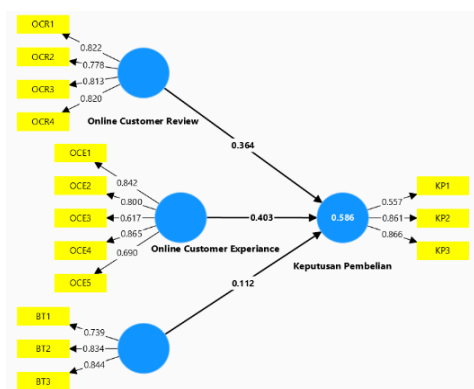 OCR1
0.822
OCR2
0.778
OCR3
0.813
OCR4
0.820
Online Customer Review
0.364
OCE1
0.842
OCE2
0.800
OCE3
0.617
OCE4
0.865
OCE5
0.690
Online Customer Experiance
0.403
0.586
Keputusan Pembelian
KP1
0.557
KP2
0.861
KP3
0.866
0.112
BT1
0.739
BT2
0.834
BT3
0.844